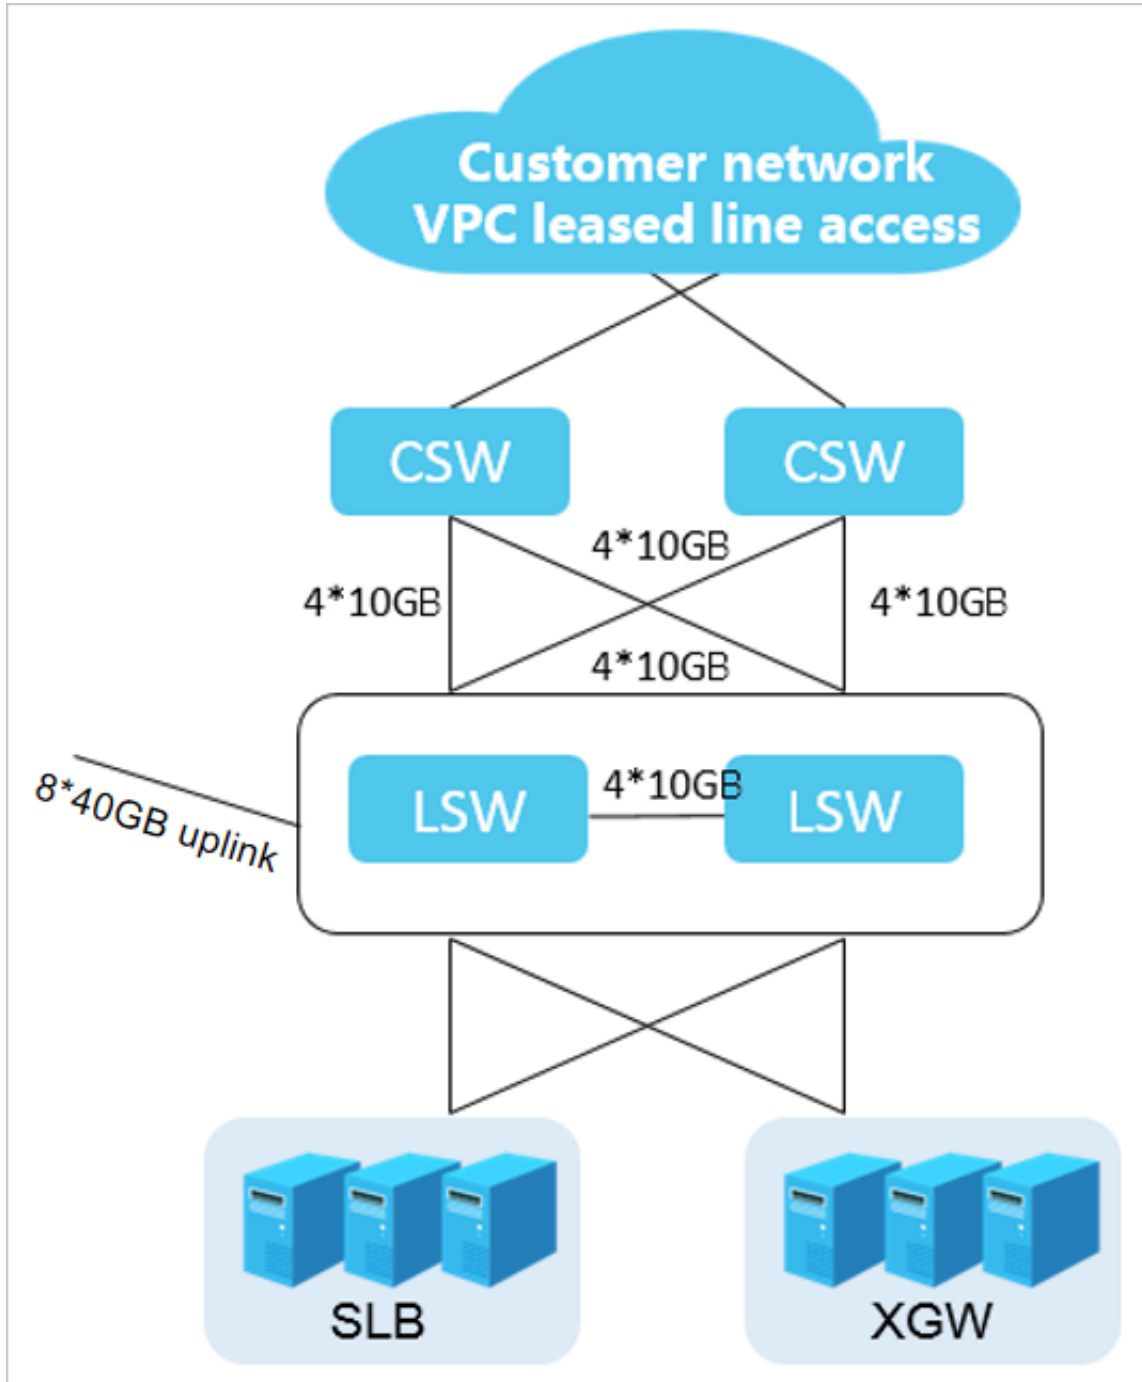 Customer network
VPC leased line access
CSW
CSW
4*10GB
4*10GB
4*10GB
4*10GB
8*40GB uplink
LSW
4*10GB
LSW
SLB
XGW